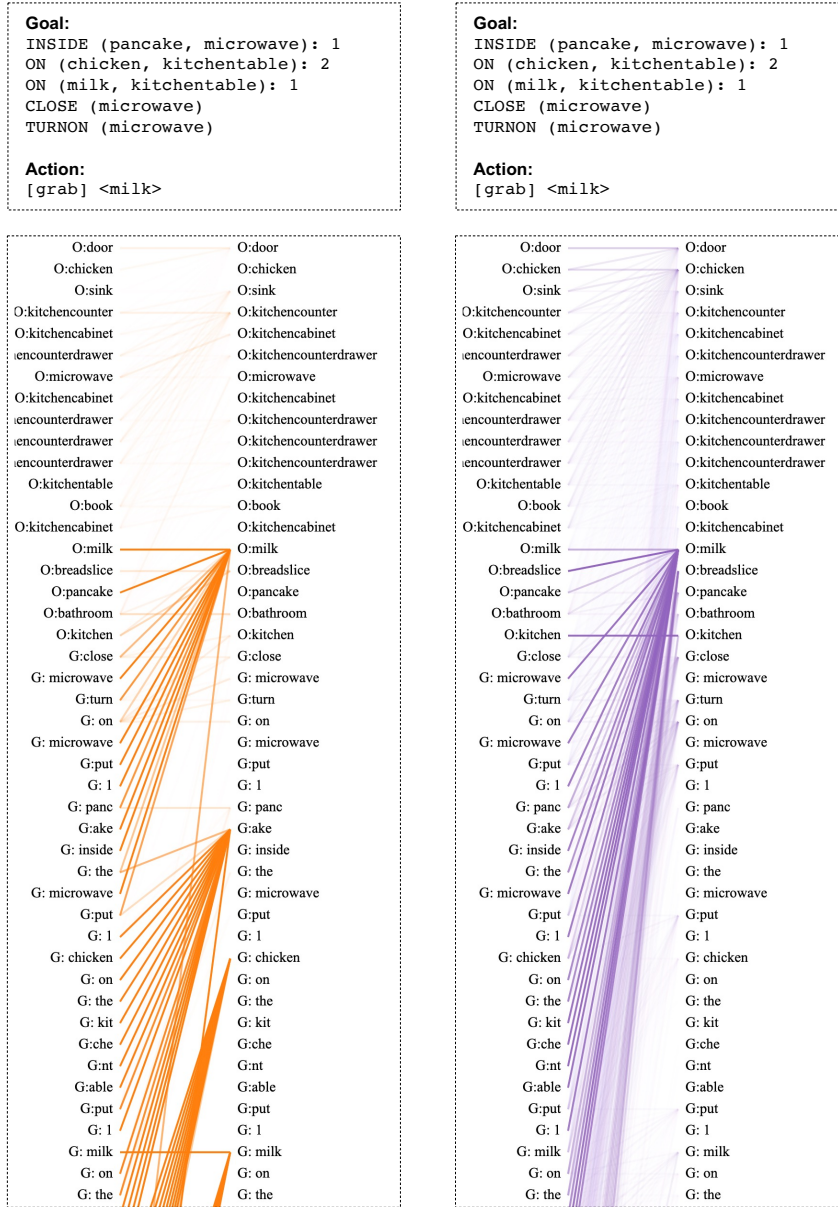 Goal:
INSIDE (pancake, microwave): 1
ON (chicken, kitchentable): 2
ON (milk, kitchentable): 1
CLOSE (microwave)
TURNON (microwave)
Action:
[grab] <milk>
Goal:
INSIDE (pancake, microwave): 1
ON (chicken, kitchentable): 2
ON (milk, kitchentable): 1
CLOSE (microwave)
TURNON (microwave)
Action:
[grab] <milk>
O:door O:door
O:chicken O:chicken
O:sink O:sink
O:kitchencounter O:kitchencounter
O:kitchencabinet O:kitchencabinet
encounterdrawer O:kitchencounterdrawer
O:microwave O:microwave
O:kitchencabinet O:kitchencabinet
encounterdrawer O:kitchencounterdrawer
encounterdrawer O:kitchencounterdrawer
encounterdrawer O:kitchencounterdrawer
O:kitchentable O:kitchentable
O:book O:book
O:kitchencabinet O:kitchencabinet
O:milk O:milk
O:breadslice O:breadslice
O:pancake O:pancake
O:bathroom O:bathroom
O:kitchen O:kitchen
G:close G:close
G: microwave G: microwave
G:turn G:turn
G: on G: on
G: microwave G: microwave
G:put G:put
G: 1 G: 1
G: panc G: panc
G:ake G:ake
G: inside G: inside
G: the G: the
G: microwave G: microwave
G:put G:put
G: 1 G: 1
G: chicken G: chicken
G: on G: on
G: the G: the
G: kit G: kit
G:che G:che
G:nt G:nt
G:able G:able
G:put G:put
G: 1 G: 1
G: milk G: milk
G: on G: on
G: the G: the
O:door O:door
O:chicken O:chicken
O:sink O:sink
O:kitchencounter O:kitchencounter
O:kitchencabinet O:kitchencabinet
encounterdrawer O:kitchencounterdrawer
O:microwave O:microwave
O:kitchencabinet O:kitchencabinet
encounterdrawer O:kitchencounterdrawer
encounterdrawer O:kitchencounterdrawer
encounterdrawer O:kitchencounterdrawer
O:kitchentable O:kitchentable
O:book O:book
O:kitchencabinet O:kitchencabinet
O:milk O:milk
O:breadslice O:breadslice
O:pancake O:pancake
O:bathroom O:bathroom
O:kitchen O:kitchen
G:close G:close
G: microwave G: microwave
G:turn G:turn
G: on G: on
G: microwave G: microwave
G:put G:put
G: 1 G: 1
G: panc G: panc
G:ake G:ake
G: inside G: inside
G: the G: the
G: microwave G: microwave
G:put G:put
G: 1 G: 1
G: chicken G: chicken
G: on G: on
G: the G: the
G: kit G: kit
G:che G:che
G:nt G:nt
G:able G:able
G:put G:put
G: 1 G: 1
G: milk G: milk
G: on G: on
G: the G: the